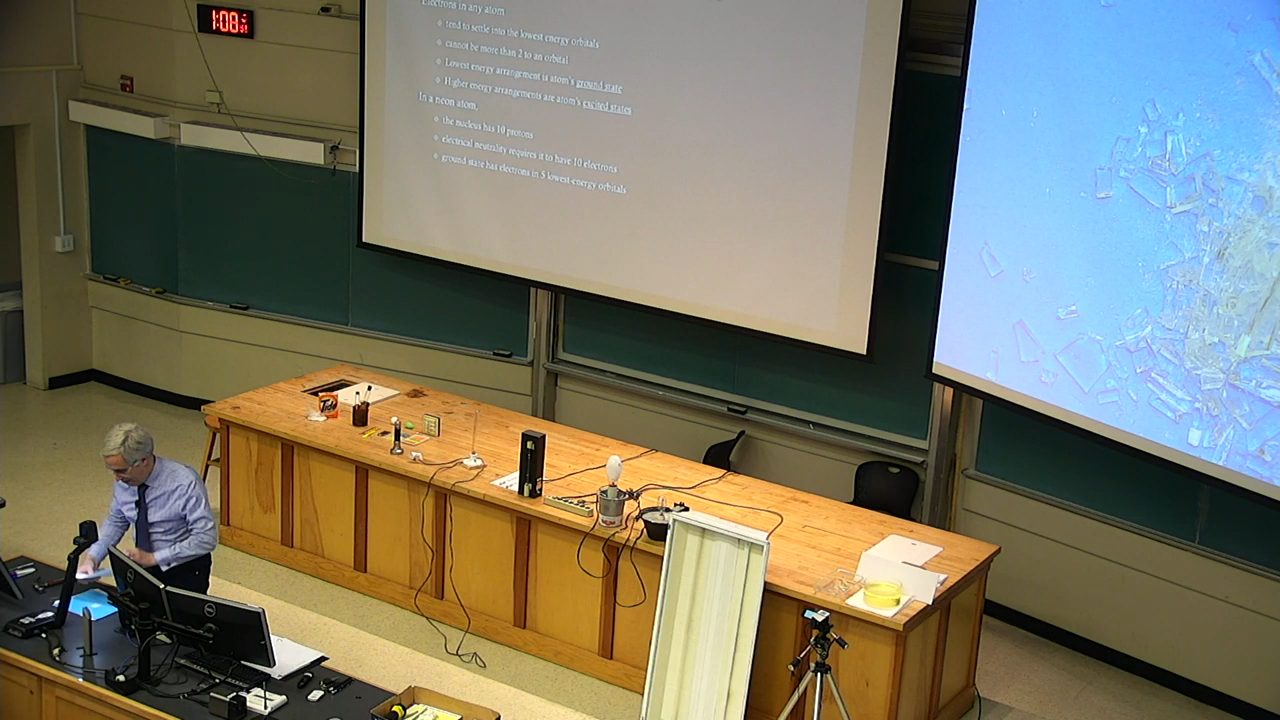 1:08
Electrons in any atom
tend to settle into the lowest energy orbitals
cannot be more than 2 to an orbital
Lowest energy arrangement is atom's ground state
Higher energy arrangements are atom's excited states
In a neon atom,
the nucleus has 10 protons
electrical neutrality requires it to have 10 electrons
ground state has electrons in 5 lowest-energy orbitals
Tide
DELL
DELL